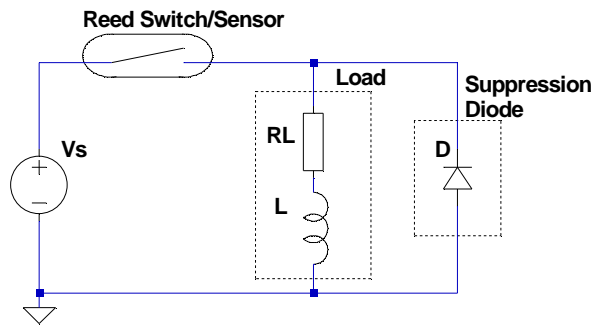 Reed Switch/Sensor
Load
Suppression
Diode
Vs
RL
D
L